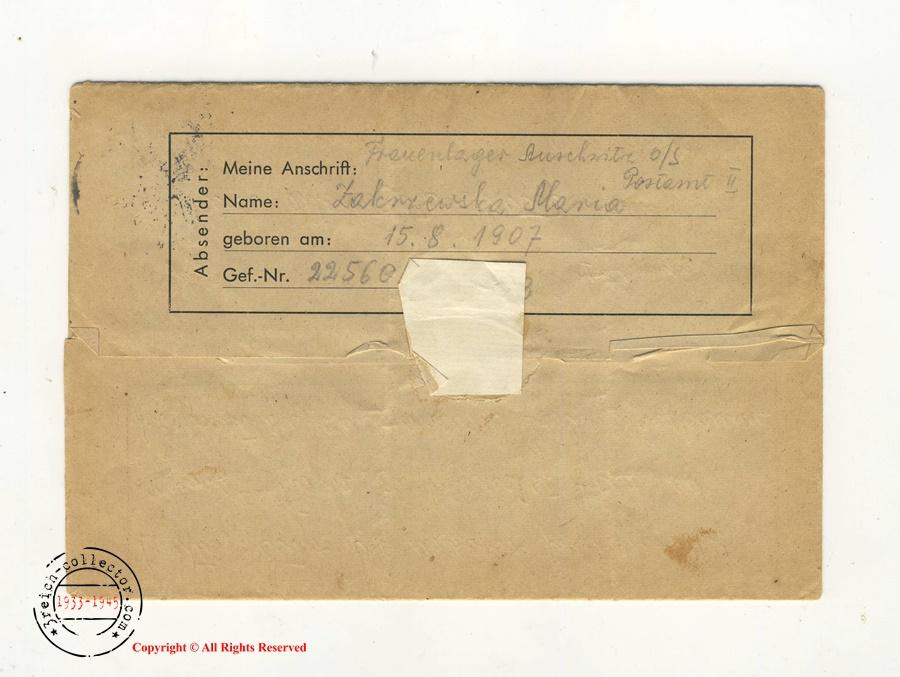 Absender:
Meine Anschrift: Frauenlager Auschwitz O/S
Postamt II
Name: Zakrzewska Maria
geboren am: 15.8.1907
Gef.-Nr. 22560
3reich-collector.com
1933-1945
Copyright © All Rights Reserved